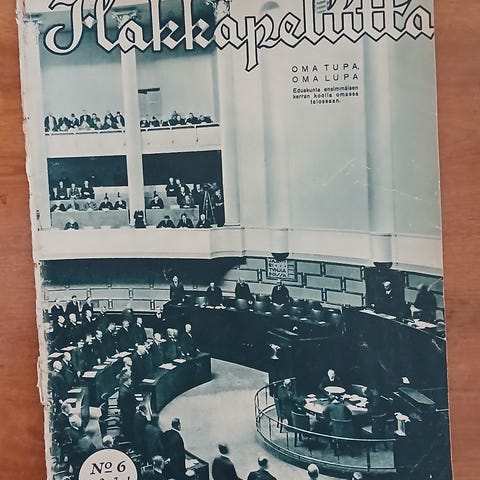 Hakkapeliitta
OMA TUPA,
OMA LUPA
Eduskunta ensimmäisen
kerran koolla omassa
talossaan.
No 6